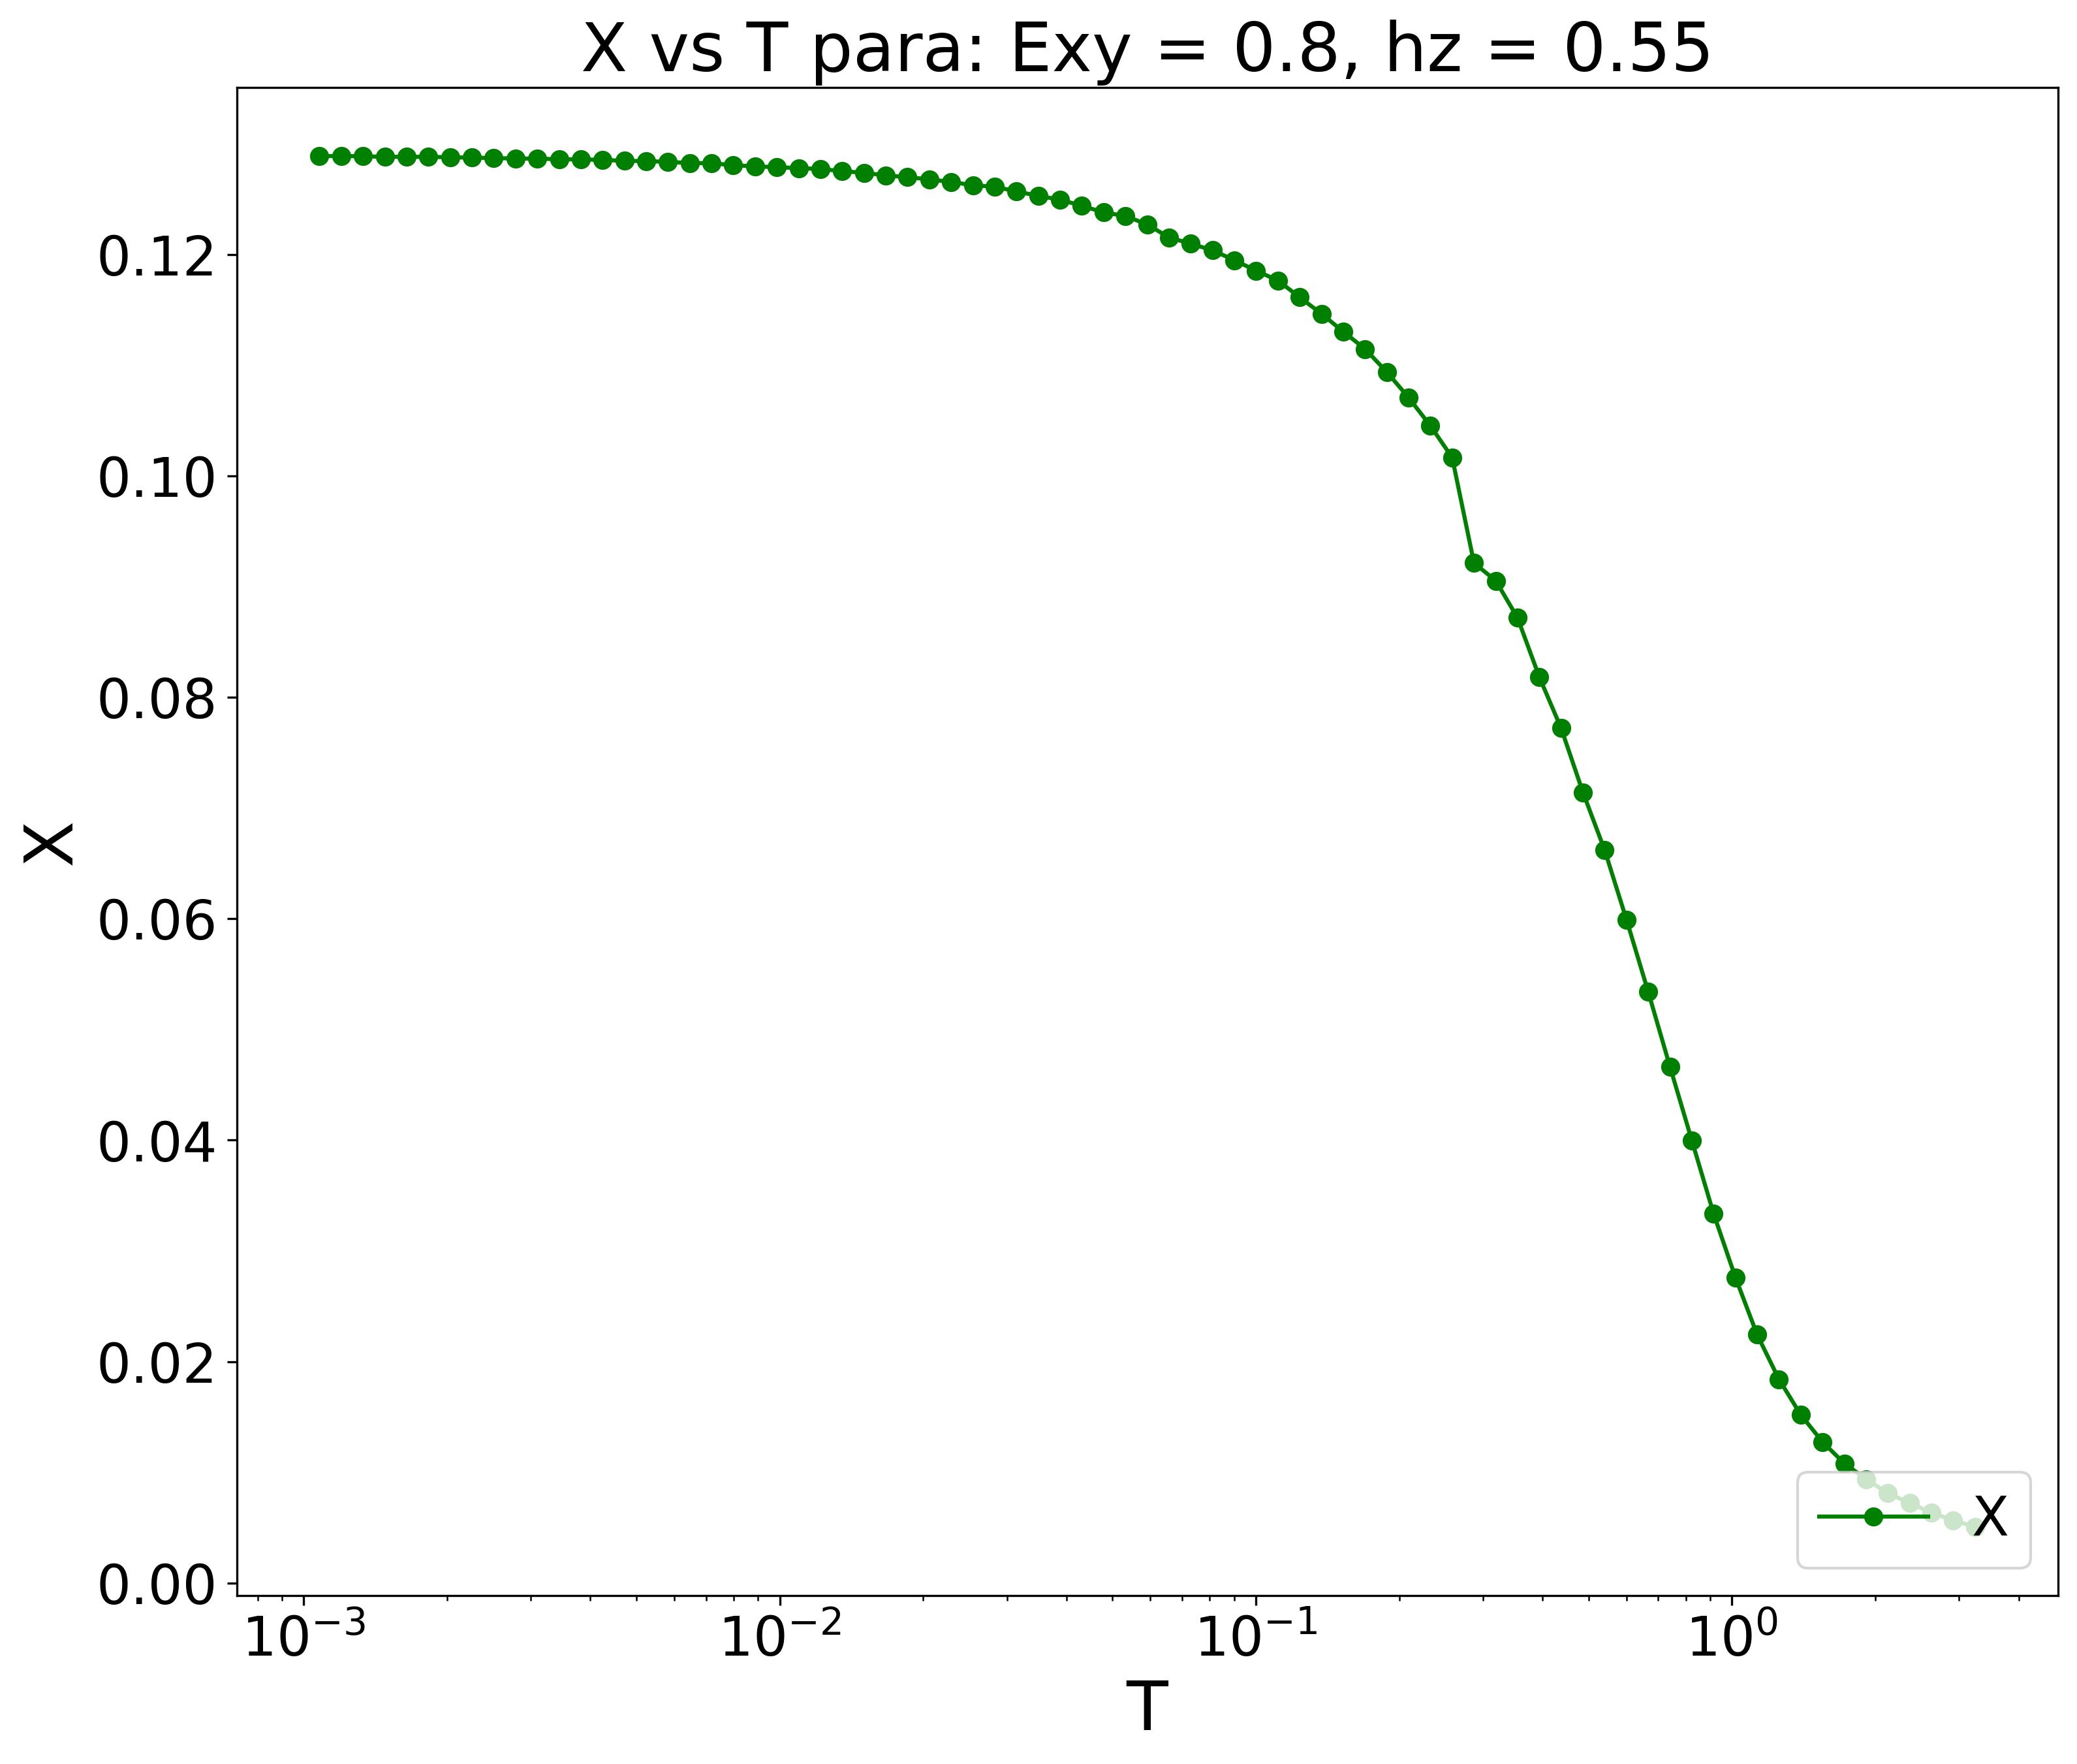 X vs T para: Exy = 0.8, hz = 0.55
X
0.12
0.10
0.08
0.06
0.04
0.02
0.00
10⁻³ 10⁻² 10⁻¹ 10⁰
T
X